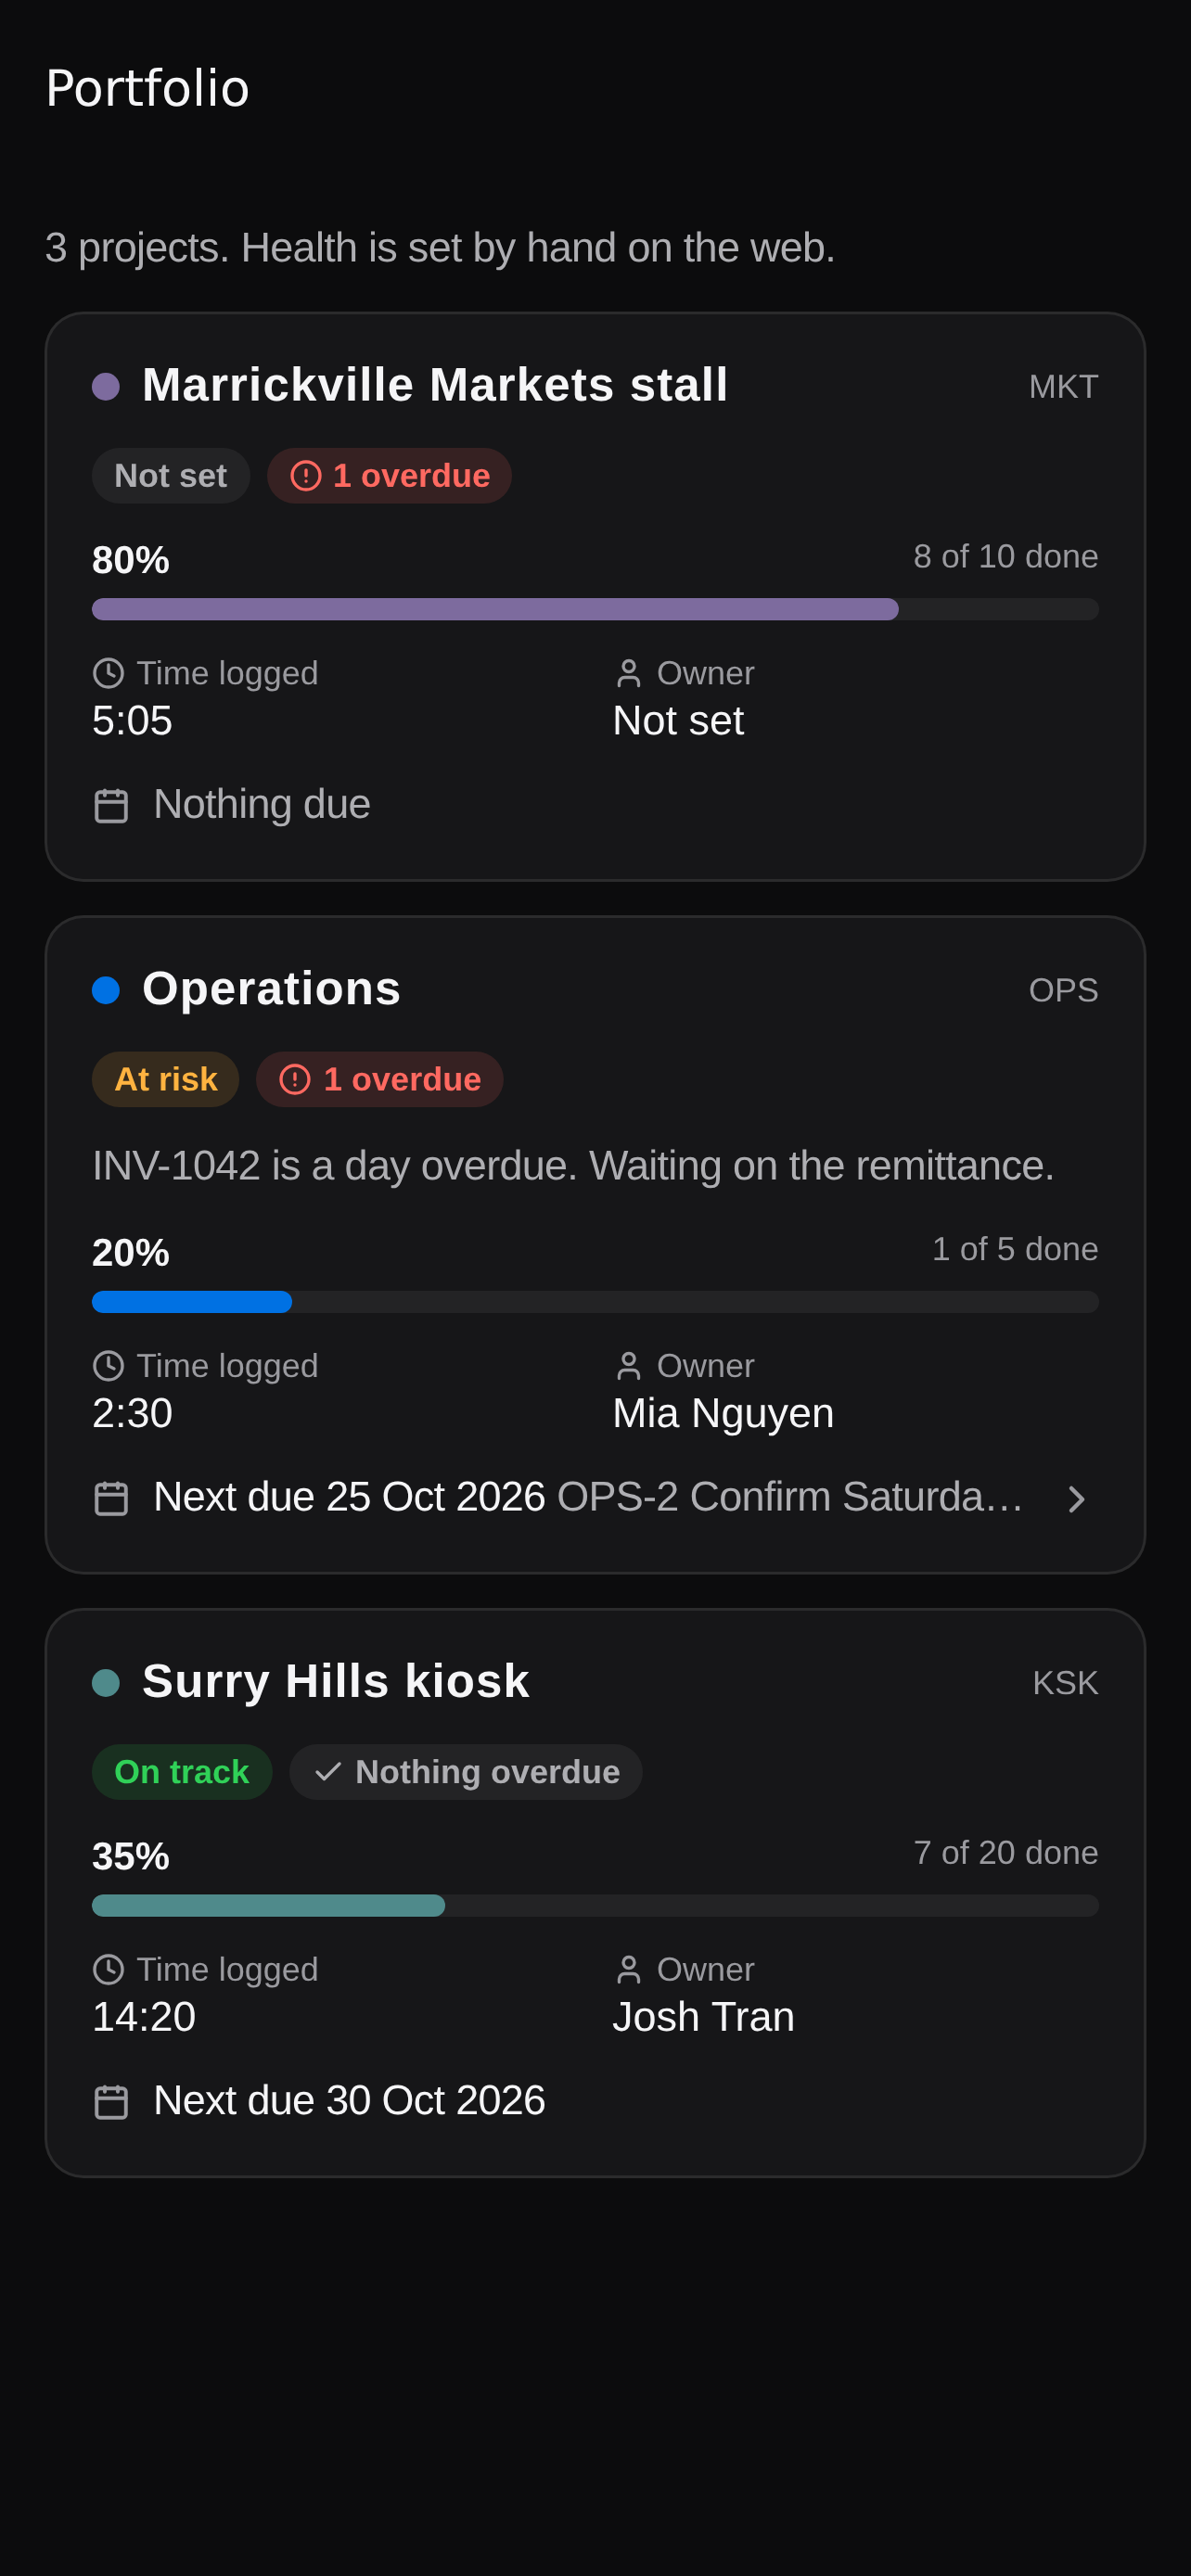 Portfolio
3 projects. Health is set by hand on the web.
Marrickville Markets stall MKT
Not set 1 overdue
80% 8 of 10 done
Time logged Owner
5:05 Not set
Nothing due
Operations OPS
At risk 1 overdue
INV-1042 is a day overdue. Waiting on the remittance.
20% 1 of 5 done
Time logged Owner
2:30 Mia Nguyen
Next due 25 Oct 2026 OPS-2 Confirm Saturda…
Surry Hills kiosk KSK
On track Nothing overdue
35% 7 of 20 done
Time logged Owner
14:20 Josh Tran
Next due 30 Oct 2026